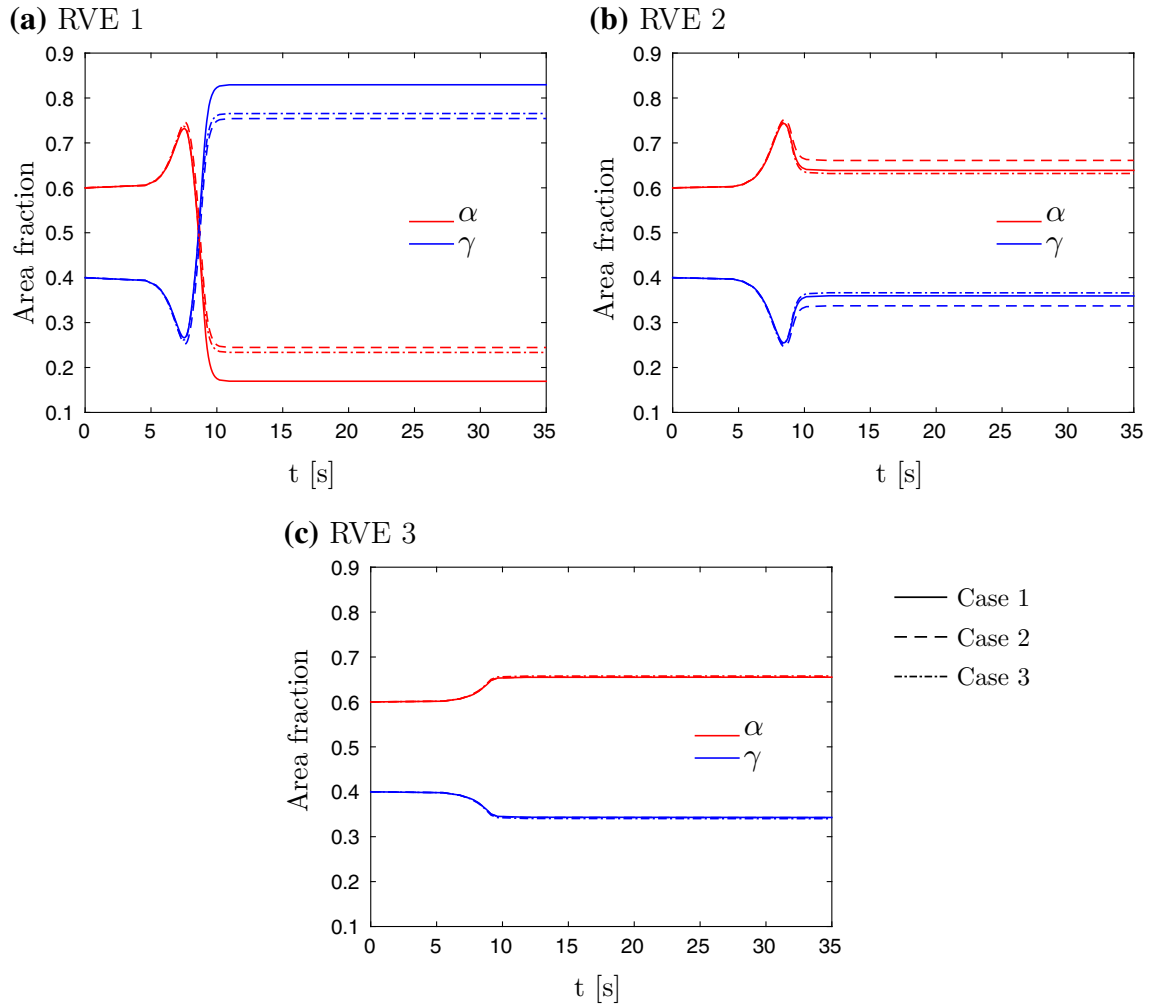 (a) RVE 1
0.9
0.8
0.7
0.6
0.5
0.4
0.3
0.2
0.1
Area fraction
α
γ
0 5 10 15 20 25 30 35
t [s]
(b) RVE 2
0.9
0.8
0.7
0.6
0.5
0.4
0.3
0.2
0.1
Area fraction
α
γ
0 5 10 15 20 25 30 35
t [s]
(c) RVE 3
0.9
0.8
0.7
0.6
0.5
0.4
0.3
0.2
0.1
Area fraction
α
γ
0 5 10 15 20 25 30 35
t [s]
Case 1
Case 2
Case 3